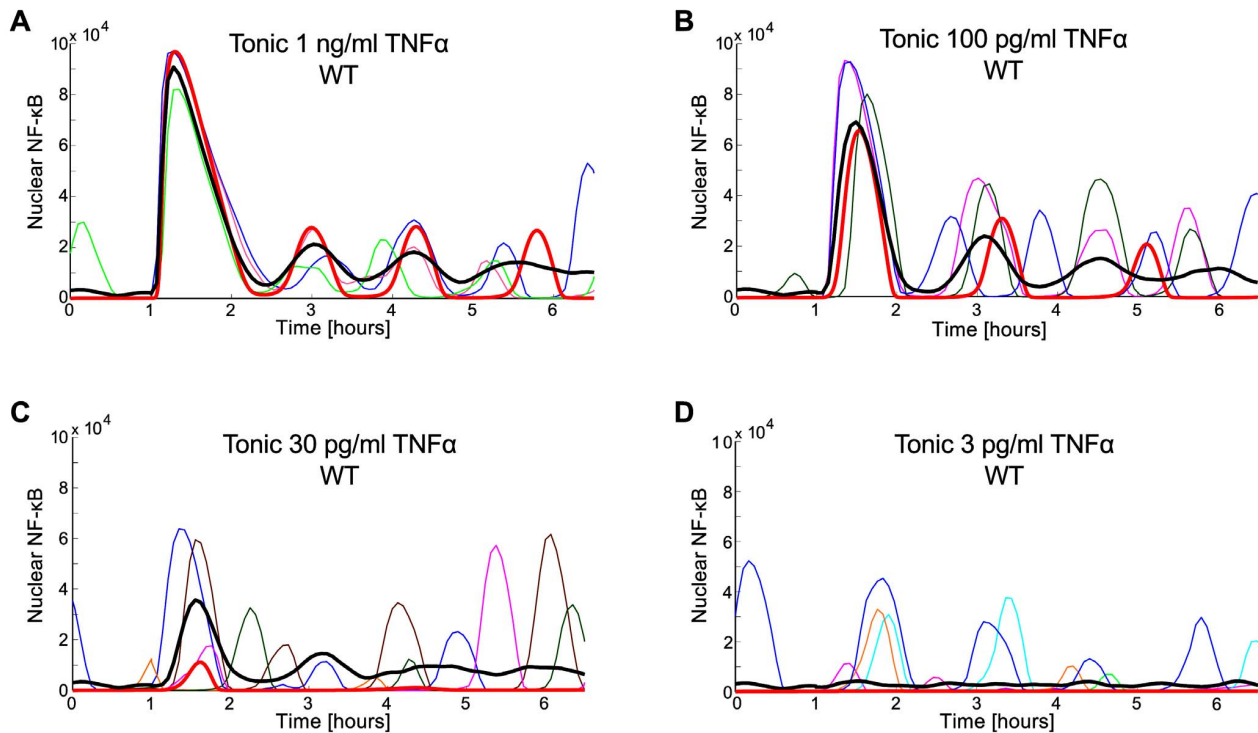 A
Tonic 1 ng/ml TNFα
WT
10 x 10 4
8
6
4
2
0
Nuclear NF-κB
0 1 2 3 4 5 6
Time [hours]
B
Tonic 100 pg/ml TNFα
WT
10 x 10 4
8
6
4
2
0
Nuclear NF-κB
0 1 2 3 4 5 6
Time [hours]
C
Tonic 30 pg/ml TNFα
WT
10 x 10 4
8
6
4
2
0
Nuclear NF-κB
0 1 2 3 4 5 6
Time [hours]
D
Tonic 3 pg/ml TNFα
WT
10 x 10 4
8
6
4
2
0
Nuclear NF-κB
0 1 2 3 4 5 6
Time [hours]